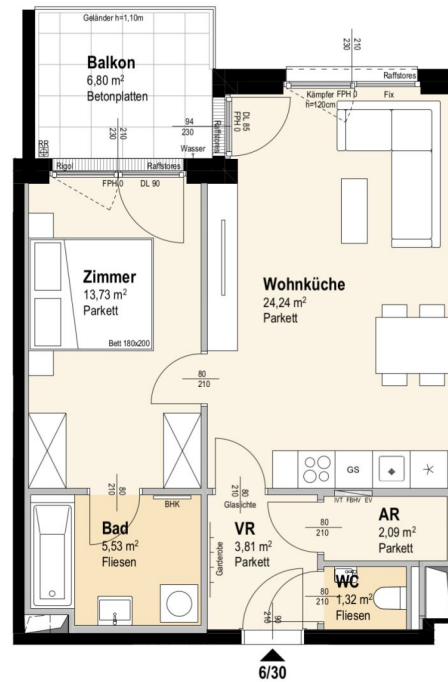 Geländer h=1,10m
Balkon
6,80 m²
Betonplatten
210
230
Raffstores
Kämpfer
h=120cm
FPH 0
Fix
94
230
Raffstores
DL 85
FPH 0
210
230
RR
Wasser
Rigol
Raffstores
FPH 0
DL 90
Zimmer
13,73 m²
Parkett
Bett 180x200
Wohnküche
24,24 m²
Parkett
80
210
GS
80
210
BHK
80
210
Glaslichte
IVT FBHV EV
Bad
5,53 m²
Fliesen
Garderobe
VR
3,81 m²
Parkett
80
210
AR
2,09 m²
Parkett
80
210
WC
1,32 m²
Fliesen
90
210
6/30